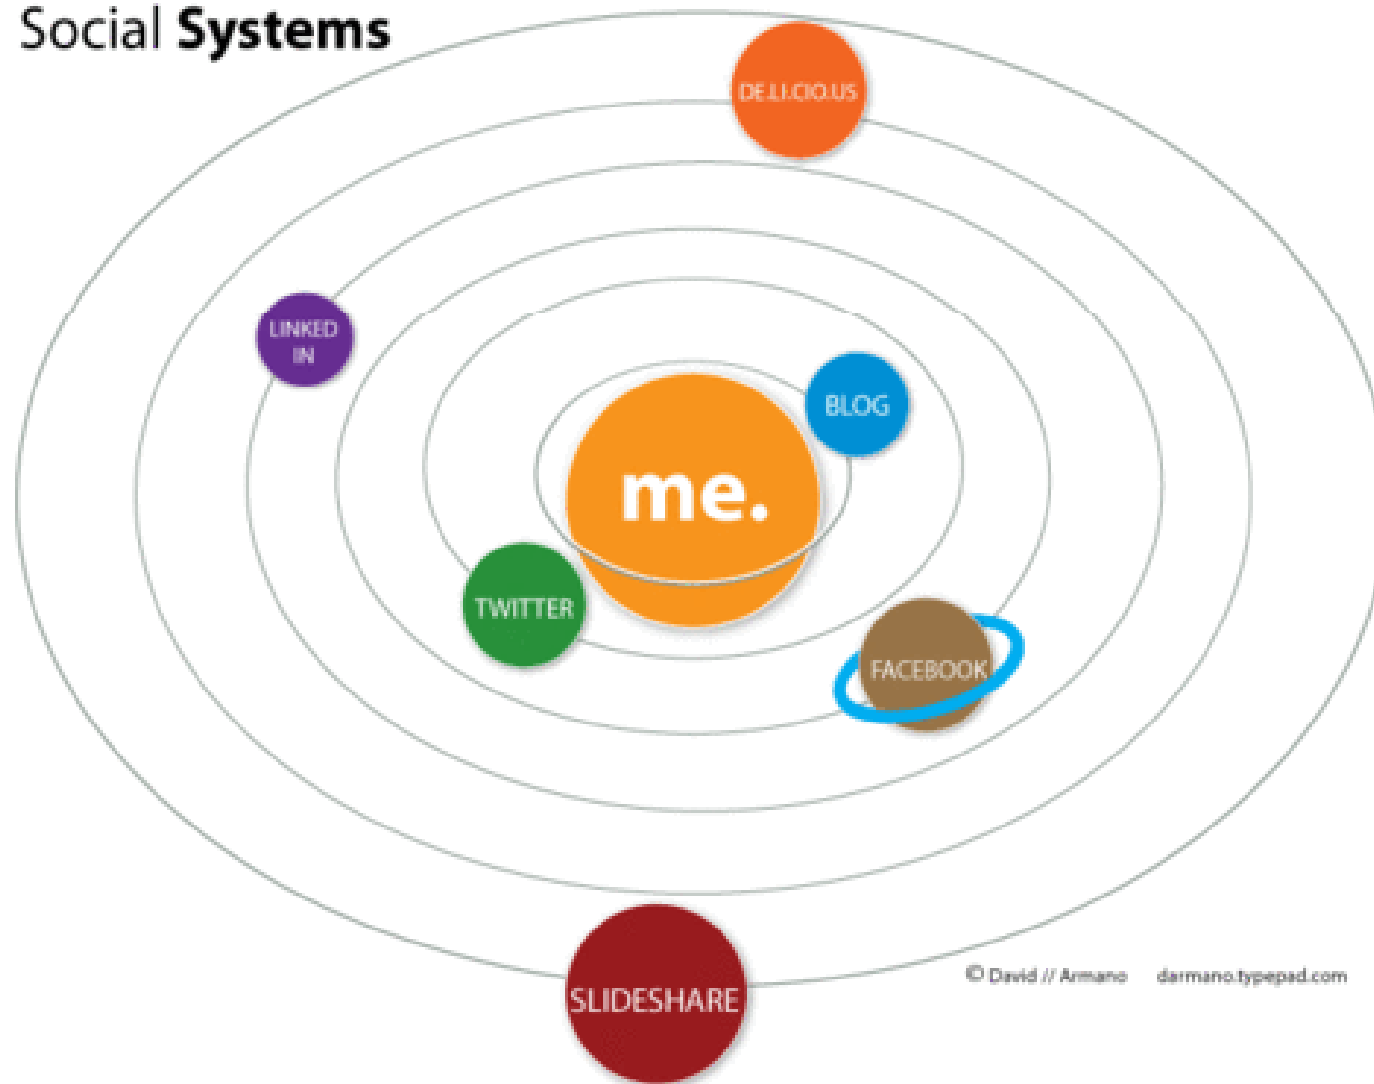 Social Systems
DE.LI.CIO.US
LINKED
IN
BLOG
me.
TWITTER
FACEBOOK
SLIDESHARE
© David // Armano darmano.typepad.com